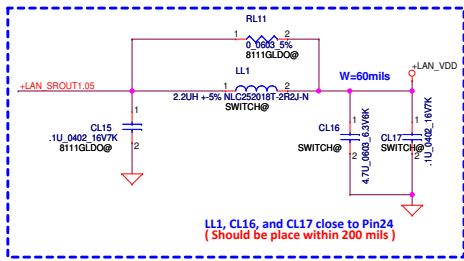 RL11
1 2
0_0603_5%
8111GLDO@
+LAN_VDD
LL1
W=60mils
+LAN_SROUT1.05
1 2
2.2UH +-5% NLC252018T-2R2J-N
SWITCH@
1
CL15
.1U_0402_16V7K
8111GLDO@
2
1
CL16
SWITCH@
2
4.7U_0603_6.3V6K
1
CL17
SWITCH@
2
.1U_0402_16V7K
LL1, CL16, and CL17 close to Pin24
( Should be place within 200 mils )